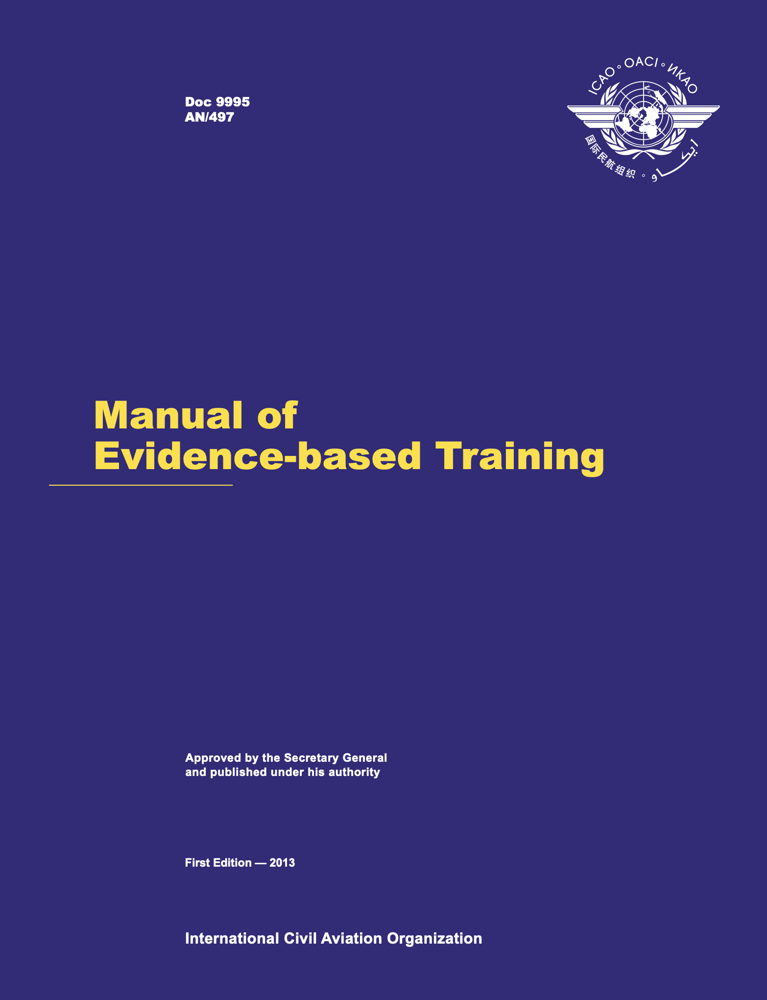 Doc 9995
AN/497
ICAO ° OACI ° ИКАО
国际民航组织 ° ايكاو
Manual of
Evidence-based Training
Approved by the Secretary General
and published under his authority
First Edition — 2013
International Civil Aviation Organization